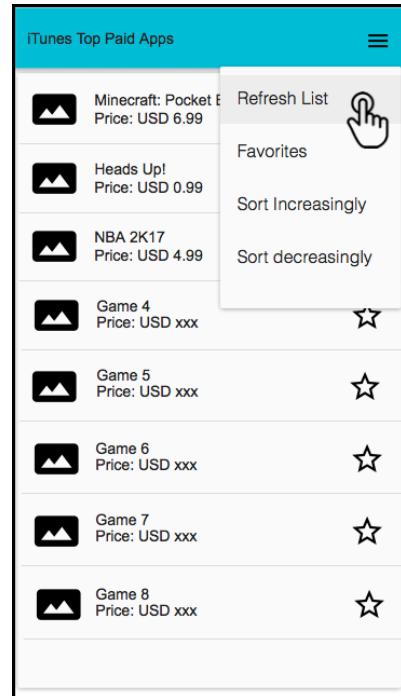 iTunes Top Paid Apps
Minecraft: Pocket
Price: USD 6.99
Heads Up!
Price: USD 0.99
NBA 2K17
Price: USD 4.99
Game 4
Price: USD xxx
Game 5
Price: USD xxx
Game 6
Price: USD xxx
Game 7
Price: USD xxx
Game 8
Price: USD xxx
Refresh List
Favorites
Sort Increasingly
Sort decreasingly